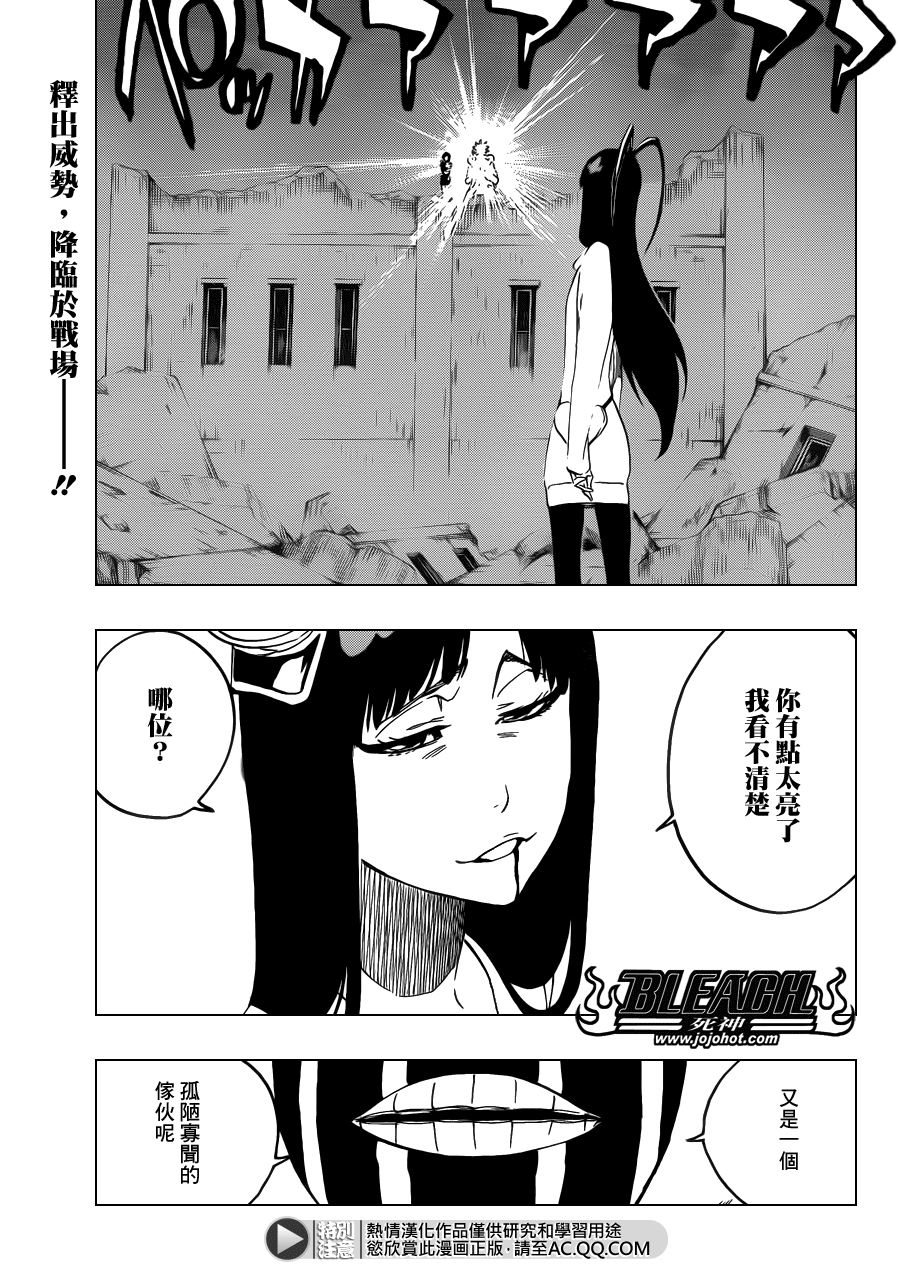 釋出威勢，降臨於戰場——!!
你有點太亮了
我看不清楚
哪位？
BLEACH
死神
www.jojohot.com
又是一個
孤陋寡聞的
傢伙呢
特別
注意
熱情漢化作品僅供研究和學習用途
慾欣賞此漫画正版，請至AC.QQ.COM